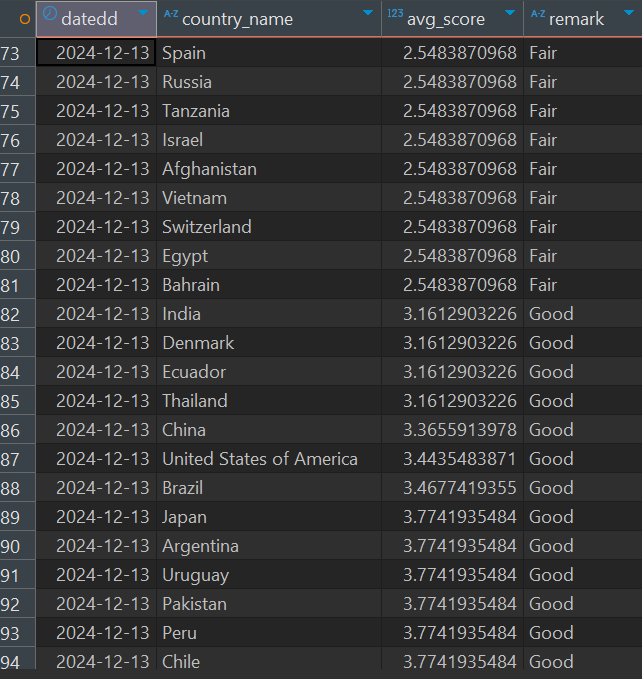 datedd A-Z country_name 123 avg_score A-Z remark
73 2024-12-13 Spain 2.5483870968 Fair
74 2024-12-13 Russia 2.5483870968 Fair
75 2024-12-13 Tanzania 2.5483870968 Fair
76 2024-12-13 Israel 2.5483870968 Fair
77 2024-12-13 Afghanistan 2.5483870968 Fair
78 2024-12-13 Vietnam 2.5483870968 Fair
79 2024-12-13 Switzerland 2.5483870968 Fair
80 2024-12-13 Egypt 2.5483870968 Fair
81 2024-12-13 Bahrain 2.5483870968 Fair
82 2024-12-13 India 3.1612903226 Good
83 2024-12-13 Denmark 3.1612903226 Good
84 2024-12-13 Ecuador 3.1612903226 Good
85 2024-12-13 Thailand 3.1612903226 Good
86 2024-12-13 China 3.3655913978 Good
87 2024-12-13 United States of America 3.4435483871 Good
88 2024-12-13 Brazil 3.4677419355 Good
89 2024-12-13 Japan 3.7741935484 Good
90 2024-12-13 Argentina 3.7741935484 Good
91 2024-12-13 Uruguay 3.7741935484 Good
92 2024-12-13 Pakistan 3.7741935484 Good
93 2024-12-13 Peru 3.7741935484 Good
94 2024-12-13 Chile 3.7741935484 Good